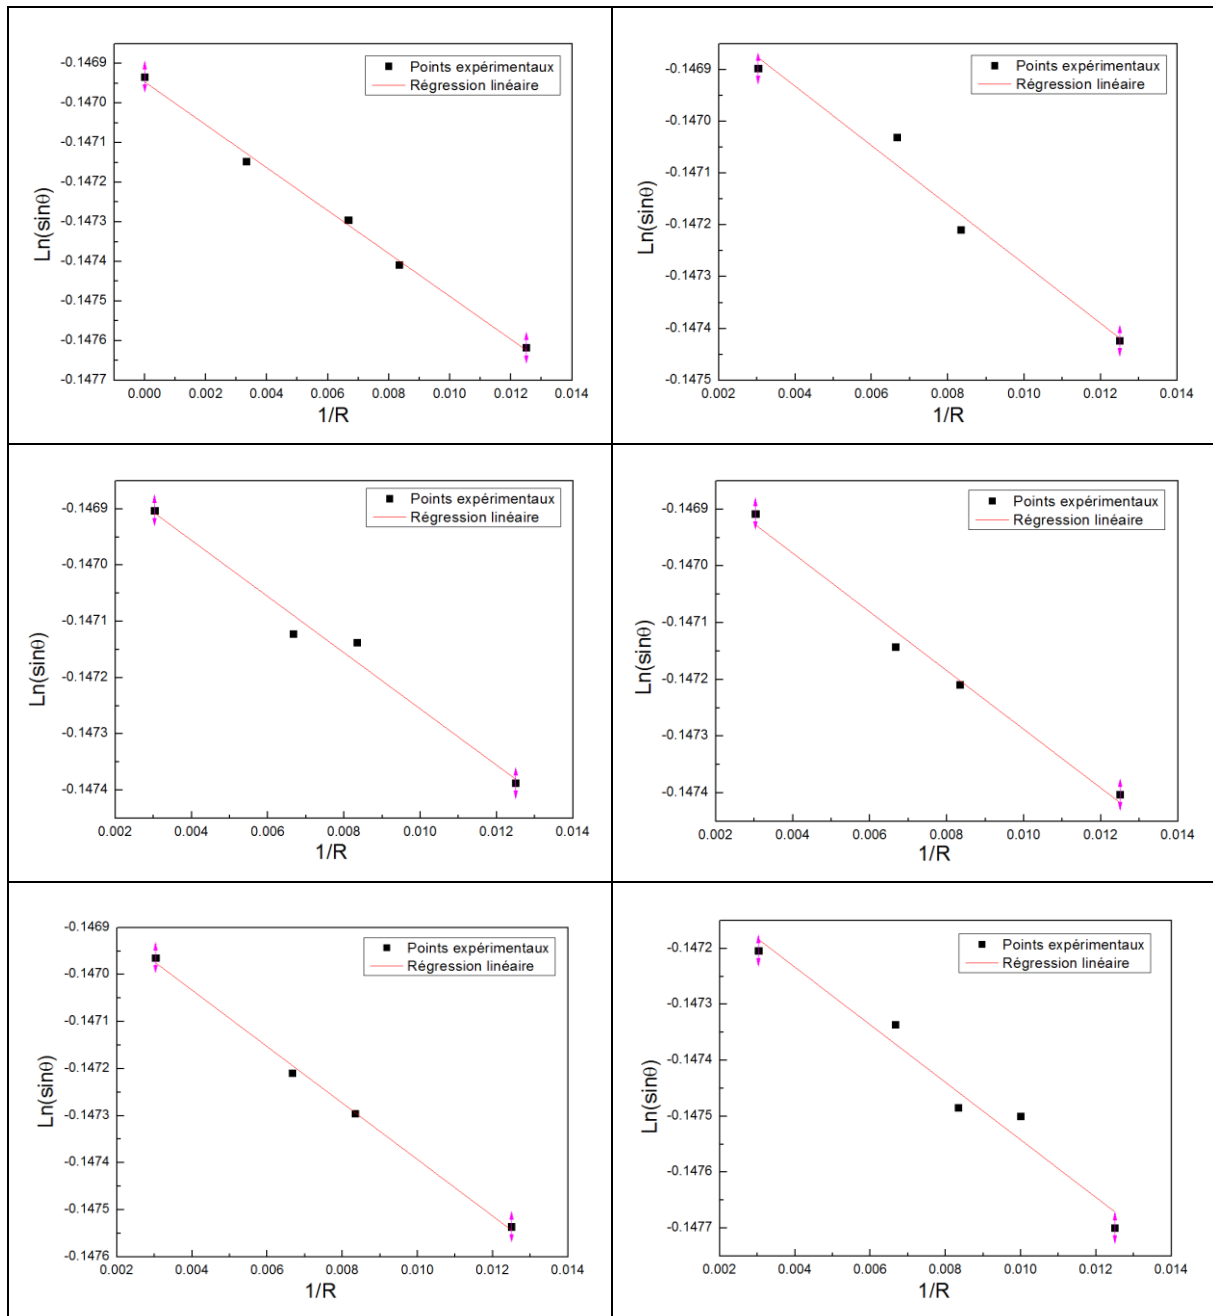 Points expérimentaux
Régression linéaire
-0.1469
-0.1470
-0.1471
-0.1472
-0.1473
-0.1474
-0.1475
-0.1476
-0.1477
Ln(sinθ)
0.000 0.002 0.004 0.006 0.008 0.010 0.012 0.014
1/R
Points expérimentaux
Régression linéaire
-0.1469
-0.1470
-0.1471
-0.1472
-0.1473
-0.1474
-0.1475
Ln(sinθ)
0.002 0.004 0.006 0.008 0.010 0.012 0.014
1/R
Points expérimentaux
Régression linéaire
-0.1469
-0.1470
-0.1471
-0.1472
-0.1473
-0.1474
Ln(sinθ)
0.002 0.004 0.006 0.008 0.010 0.012 0.014
1/R
Points expérimentaux
Régression linéaire
-0.1469
-0.1470
-0.1471
-0.1472
-0.1473
-0.1474
Ln(sinθ)
0.002 0.004 0.006 0.008 0.010 0.012 0.014
1/R
Points expérimentaux
Régression linéaire
-0.1469
-0.1470
-0.1471
-0.1472
-0.1473
-0.1474
-0.1475
-0.1476
Ln(sinθ)
0.002 0.004 0.006 0.008 0.010 0.012 0.014
1/R
Points expérimentaux
Régression linéaire
-0.1472
-0.1473
-0.1474
-0.1475
-0.1476
-0.1477
Ln(sinθ)
0.002 0.004 0.006 0.008 0.010 0.012 0.014
1/R